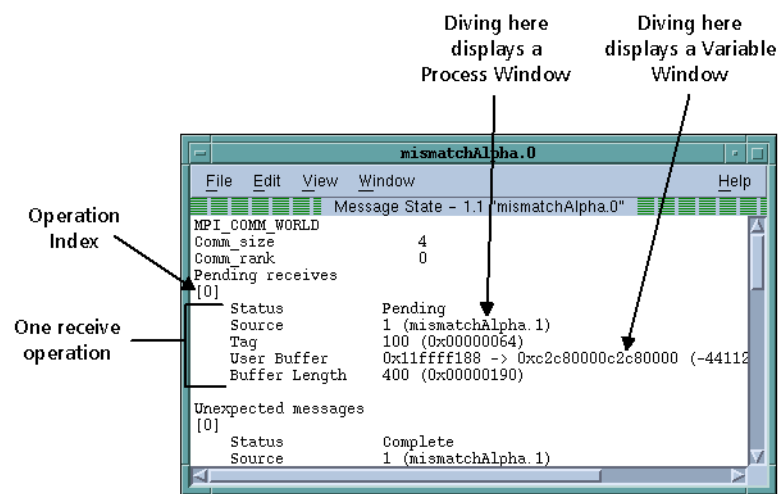 Diving here
displays a
Process Window
Diving here
displays a Variable
Window
mismatchAlpha.0
File Edit View Window Help
Message State - 1.1 "mismatchAlpha.0"
Operation
Index
MPI_COMM_WORLD
Comm_size 4
Comm_rank 0
Pending receives
[0]
One receive
operation
Status Pending
Source 1 (mismatchAlpha.1)
Tag 100 (0x00000064)
User Buffer 0x11ffff188 -> 0xc2c80000c2c80000 (-44112
Buffer Length 400 (0x00000190)
Unexpected messages
[0]
Status Complete
Source 1 (mismatchAlpha.1)